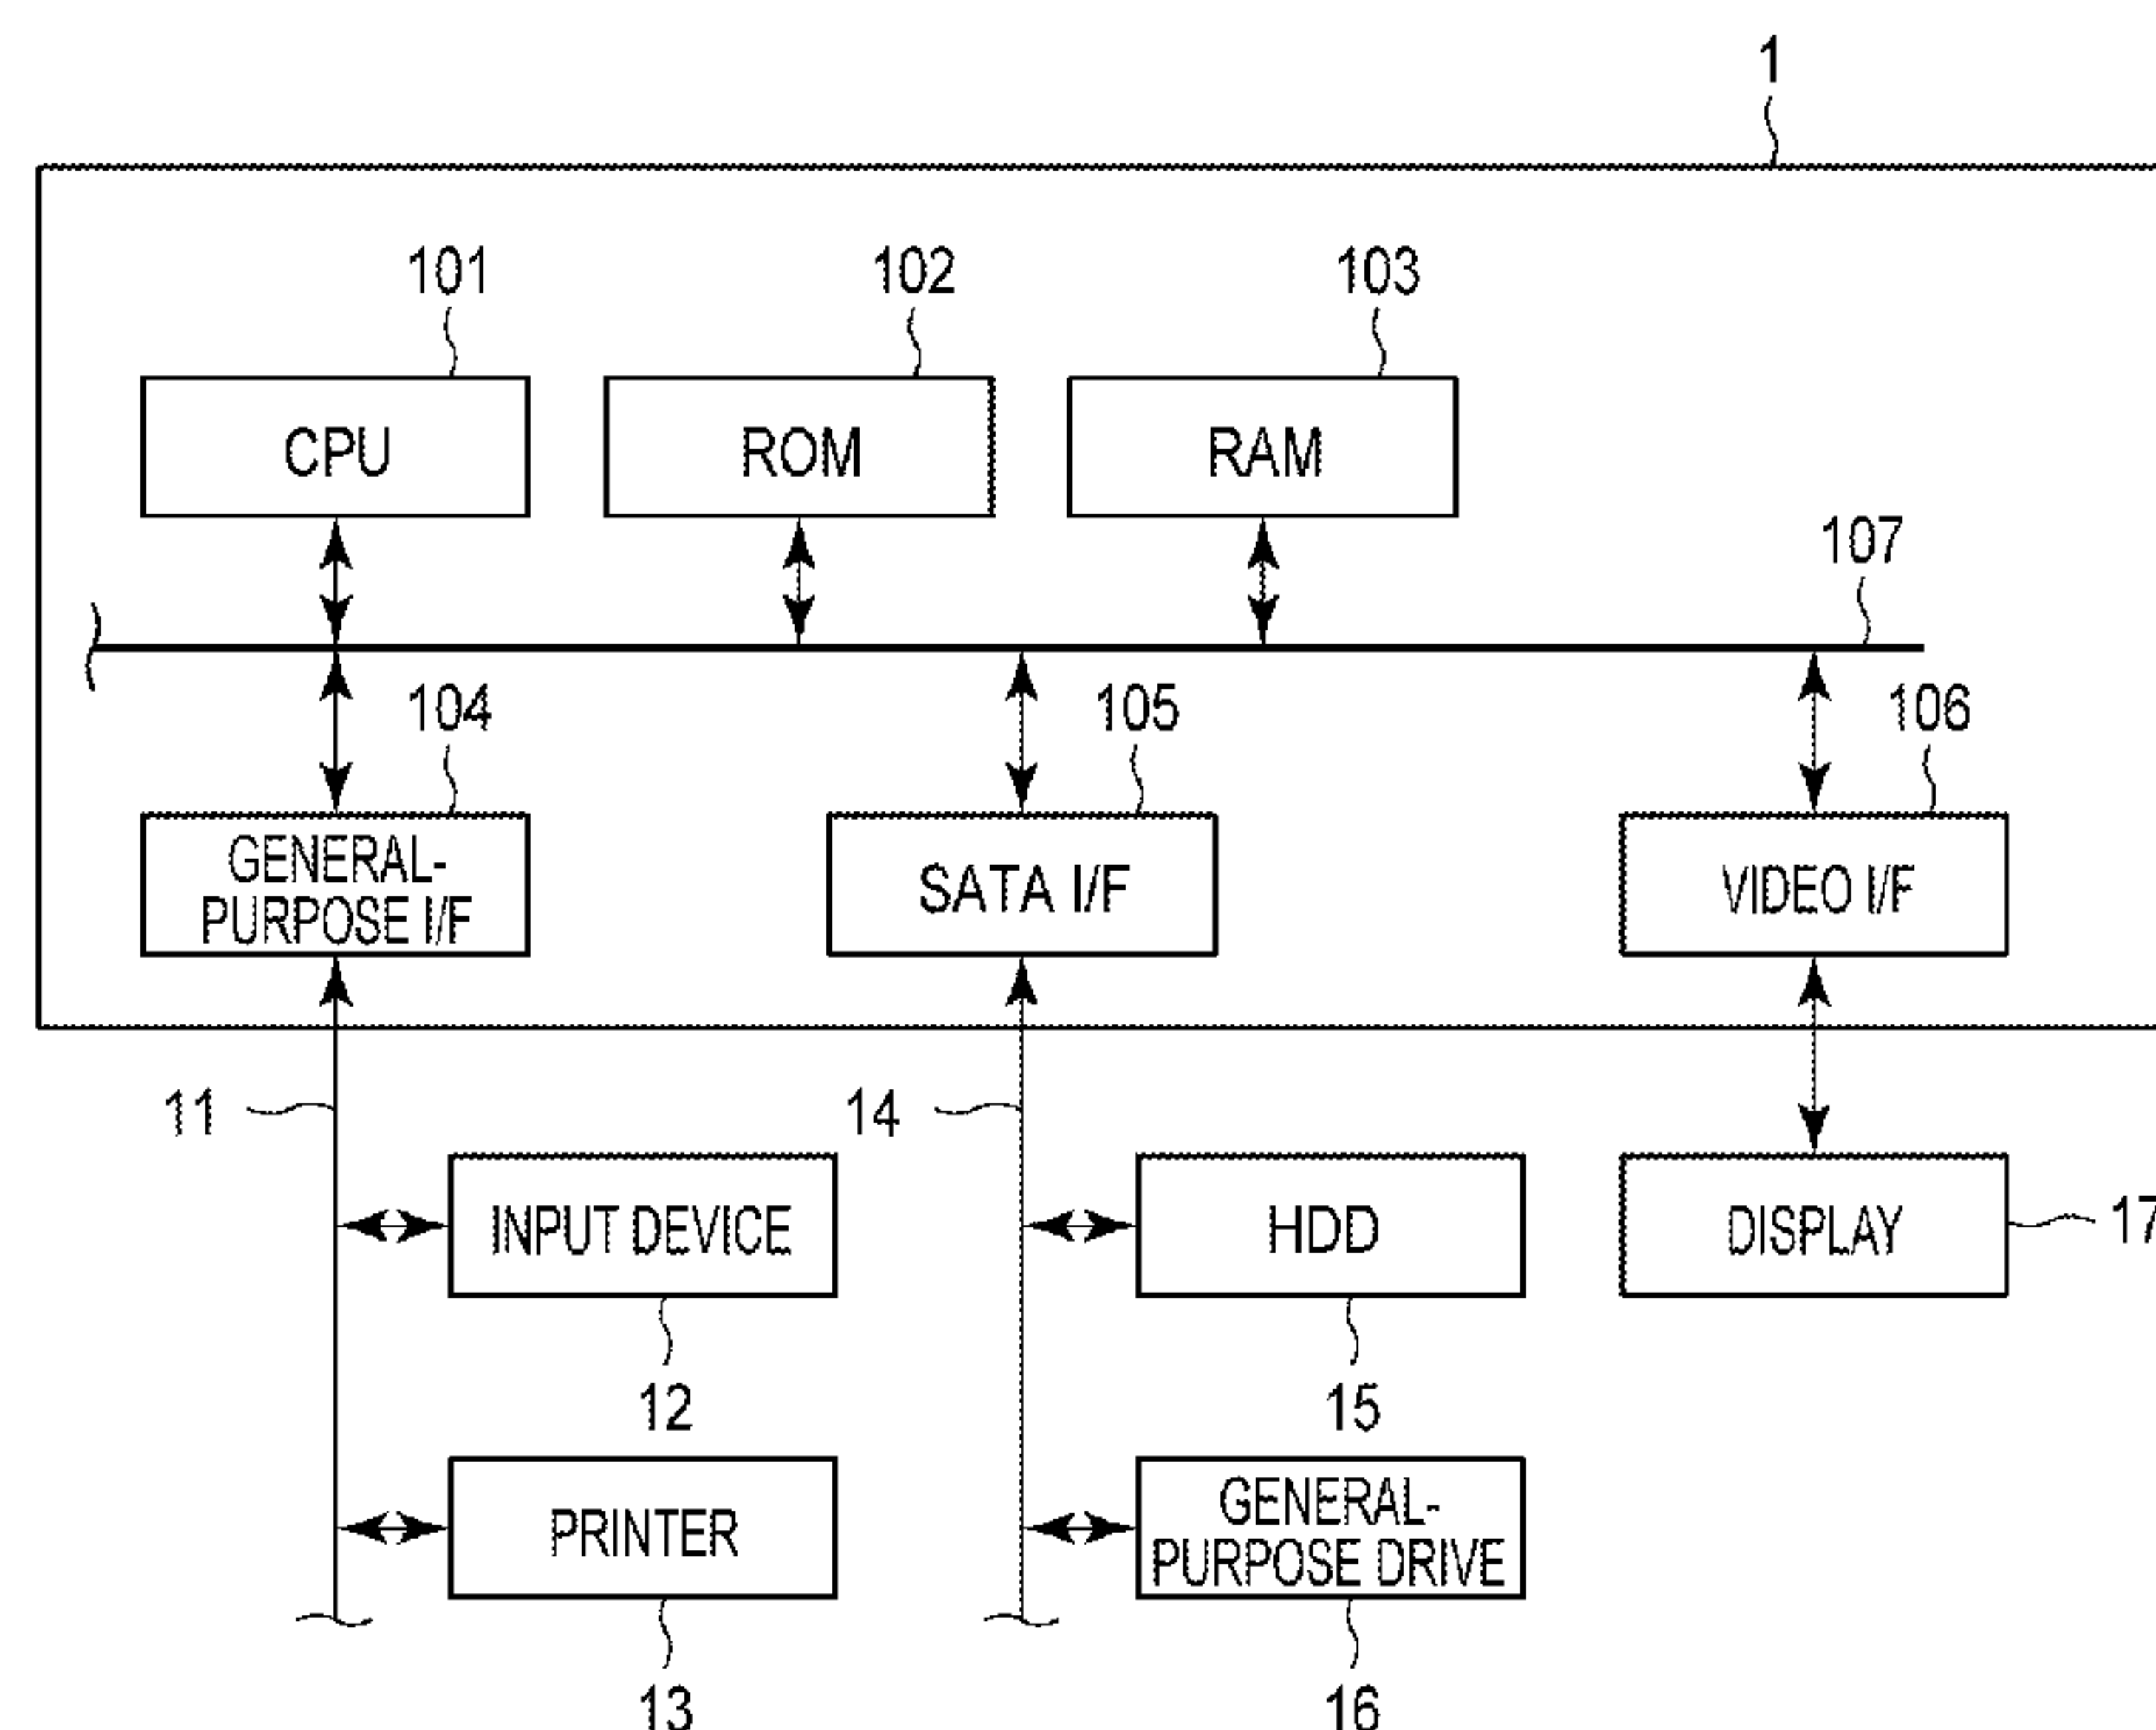 1
101
102
103
CPU
ROM
RAM
107
104
105
106
GENERAL-
PURPOSE I/F
SATA I/F
VIDEO I/F
11
14
INPUT DEVICE
HDD
DISPLAY
17
12
15
PRINTER
GENERAL-
PURPOSE DRIVE
13
16